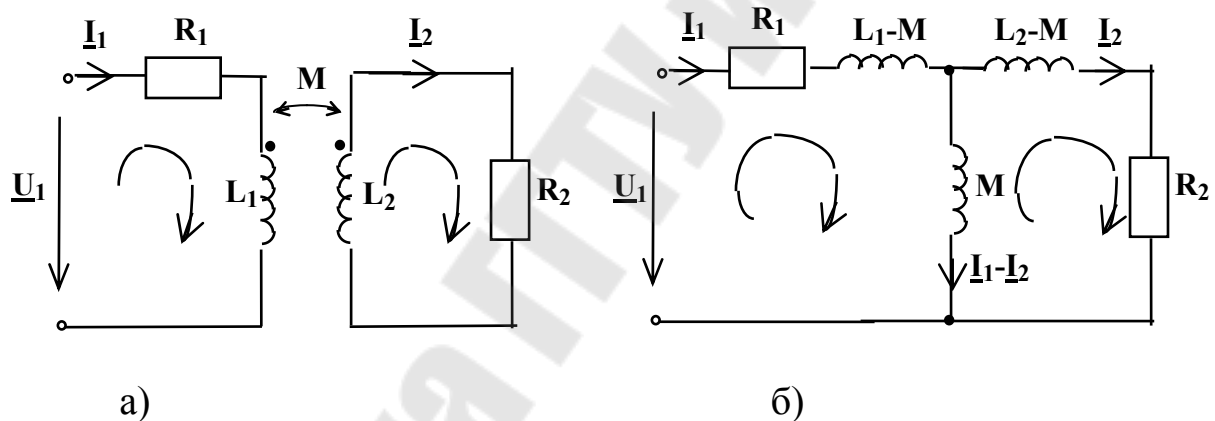 I₁ R₁ I₂
M
U₁ L₁ L₂ R₂
а)
I₁ R₁ L₁-M L₂-M I₂
U₁ M R₂
I₁-I₂
б)